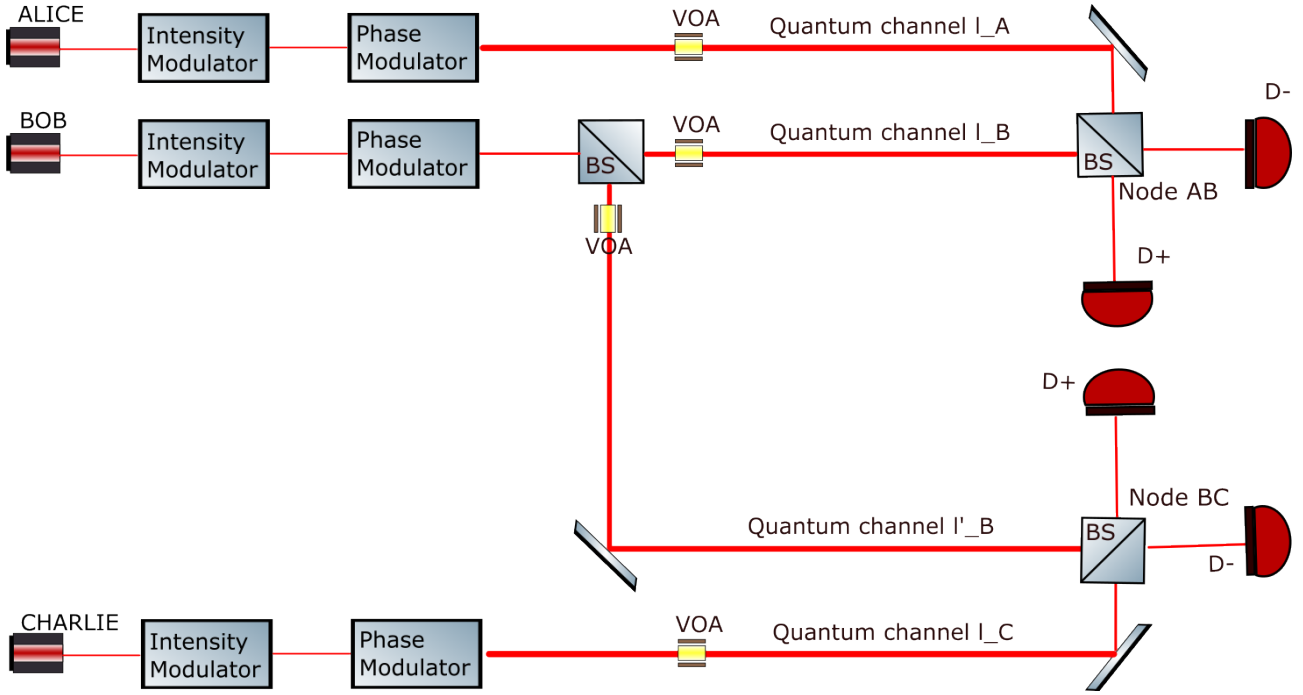 ALICE
Intensity
Modulator
Phase
Modulator
VOA
Quantum channel l_A
BOB
Intensity
Modulator
Phase
Modulator
BS
VOA
Quantum channel l_B
BS
Node AB
D-
VOA
D+
D+
Node BC
Quantum channel l'_B
BS
D-
CHARLIE
Intensity
Modulator
Phase
Modulator
VOA
Quantum channel l_C